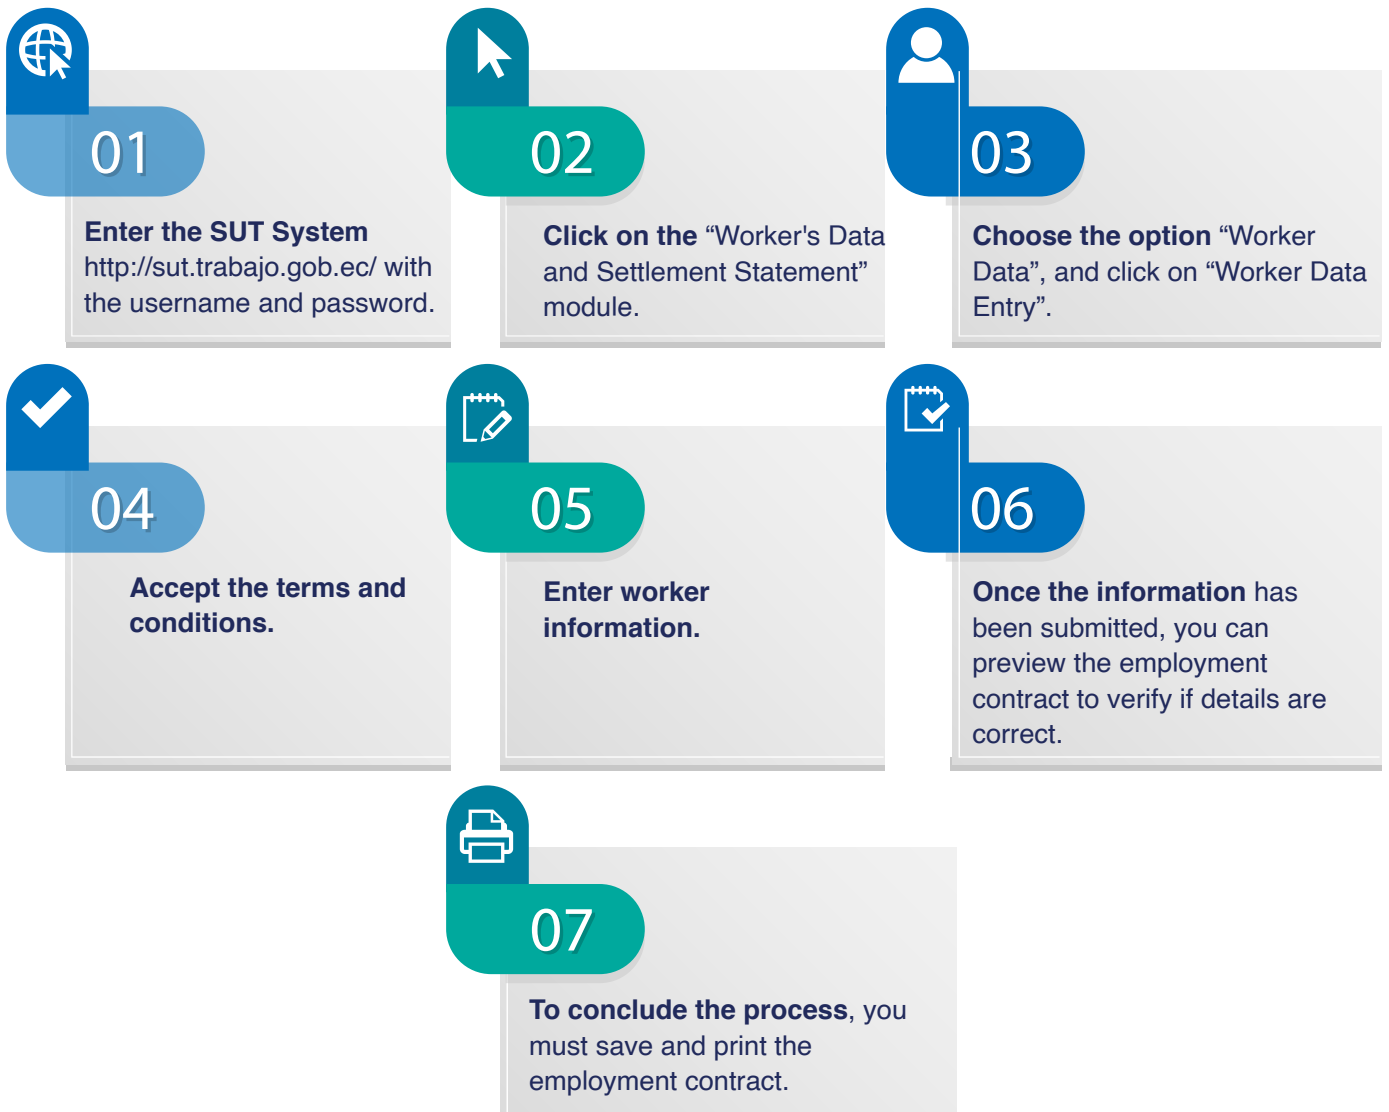 01
Enter the SUT System
http://sut.trabajo.gob.ec/ with
the username and password.
02
Click on the “Worker's Data
and Settlement Statement”
module.
03
Choose the option “Worker
Data”, and click on “Worker Data
Entry”.
04
Accept the terms and
conditions.
05
Enter worker
information.
06
Once the information has
been submitted, you can
preview the employment
contract to verify if details are
correct.
07
To conclude the process, you
must save and print the
employment contract.